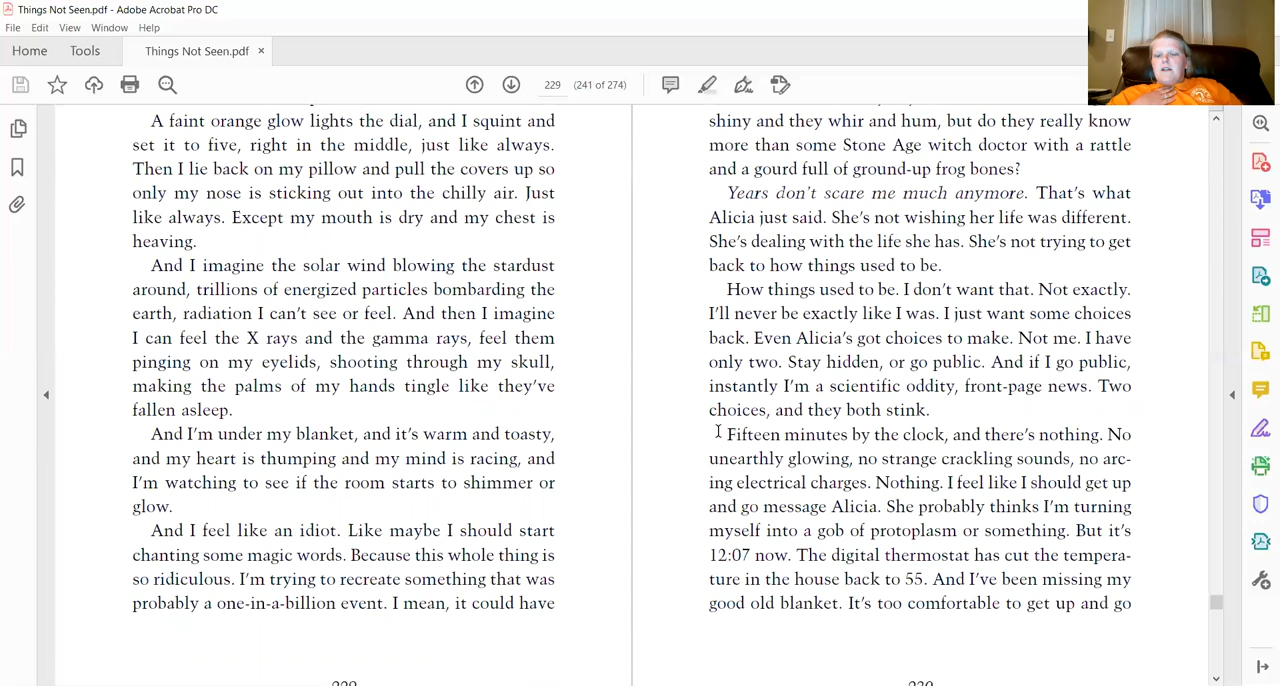 Things Not Seen.pdf - Adobe Acrobat Pro DC
File Edit View Window Help
Home Tools Things Not Seen.pdf ×
229 (241 of 274)
A faint orange glow lights the dial, and I squint and
set it to five, right in the middle, just like always.
Then I lie back on my pillow and pull the covers up so
only my nose is sticking out into the chilly air. Just
like always. Except my mouth is dry and my chest is
heaving.
And I imagine the solar wind blowing the stardust
around, trillions of energized particles bombarding the
earth, radiation I can't see or feel. And then I imagine
I can feel the X rays and the gamma rays, feel them
pinging on my eyelids, shooting through my skull,
making the palms of my hands tingle like they've
fallen asleep.
And I'm under my blanket, and it's warm and toasty,
and my heart is thumping and my mind is racing, and
I'm watching to see if the room starts to shimmer or
glow.
And I feel like an idiot. Like maybe I should start
chanting some magic words. Because this whole thing is
so ridiculous. I'm trying to recreate something that was
probably a one-in-a-billion event. I mean, it could have
229
shiny and they whir and hum, but do they really know
more than some Stone Age witch doctor with a rattle
and a gourd full of ground-up frog bones?
Years don't scare me much anymore. That's what
Alicia just said. She's not wishing her life was different.
She's dealing with the life she has. She's not trying to get
back to how things used to be.
How things used to be. I don't want that. Not exactly.
I'll never be exactly like I was. I just want some choices
back. Even Alicia's got choices to make. Not me. I have
only two. Stay hidden, or go public. And if I go public,
instantly I'm a scientific oddity, front-page news. Two
choices, and they both stink.
Fifteen minutes by the clock, and there's nothing. No
unearthly glowing, no strange crackling sounds, no arc-
ing electrical charges. Nothing. I feel like I should get up
and go message Alicia. She probably thinks I'm turning
myself into a gob of protoplasm or something. But it's
12:07 now. The digital thermostat has cut the tempera-
ture in the house back to 55. And I've been missing my
good old blanket. It's too comfortable to get up and go
230